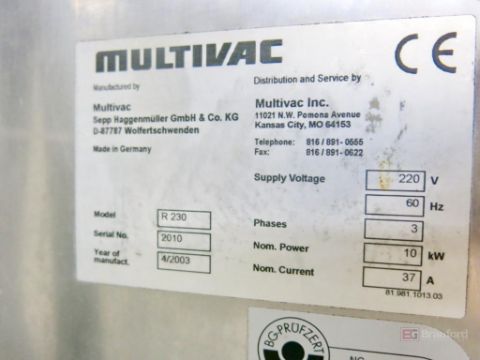 MULTIVAC
CE
Manufactured by
Multivac
Sepp Haggenmüller GmbH & Co. KG
D-87787 Wolfertschwenden
Made in Germany
Distribution and Service by
Multivac Inc.
11021 N.W. Pomona Avenue
Kansas City, MO 64153
Telephone: 816 / 891-0555
Fax: 816 / 891-0622
Supply Voltage 220 V
60 Hz
Phases 3
Nom. Power 10 kW
Nom. Current 37 A
Model R 230
Serial No. 2010
Year of manufact. 4/2003
81.981.1013.03
BG-PRÜFZERT
Bradford